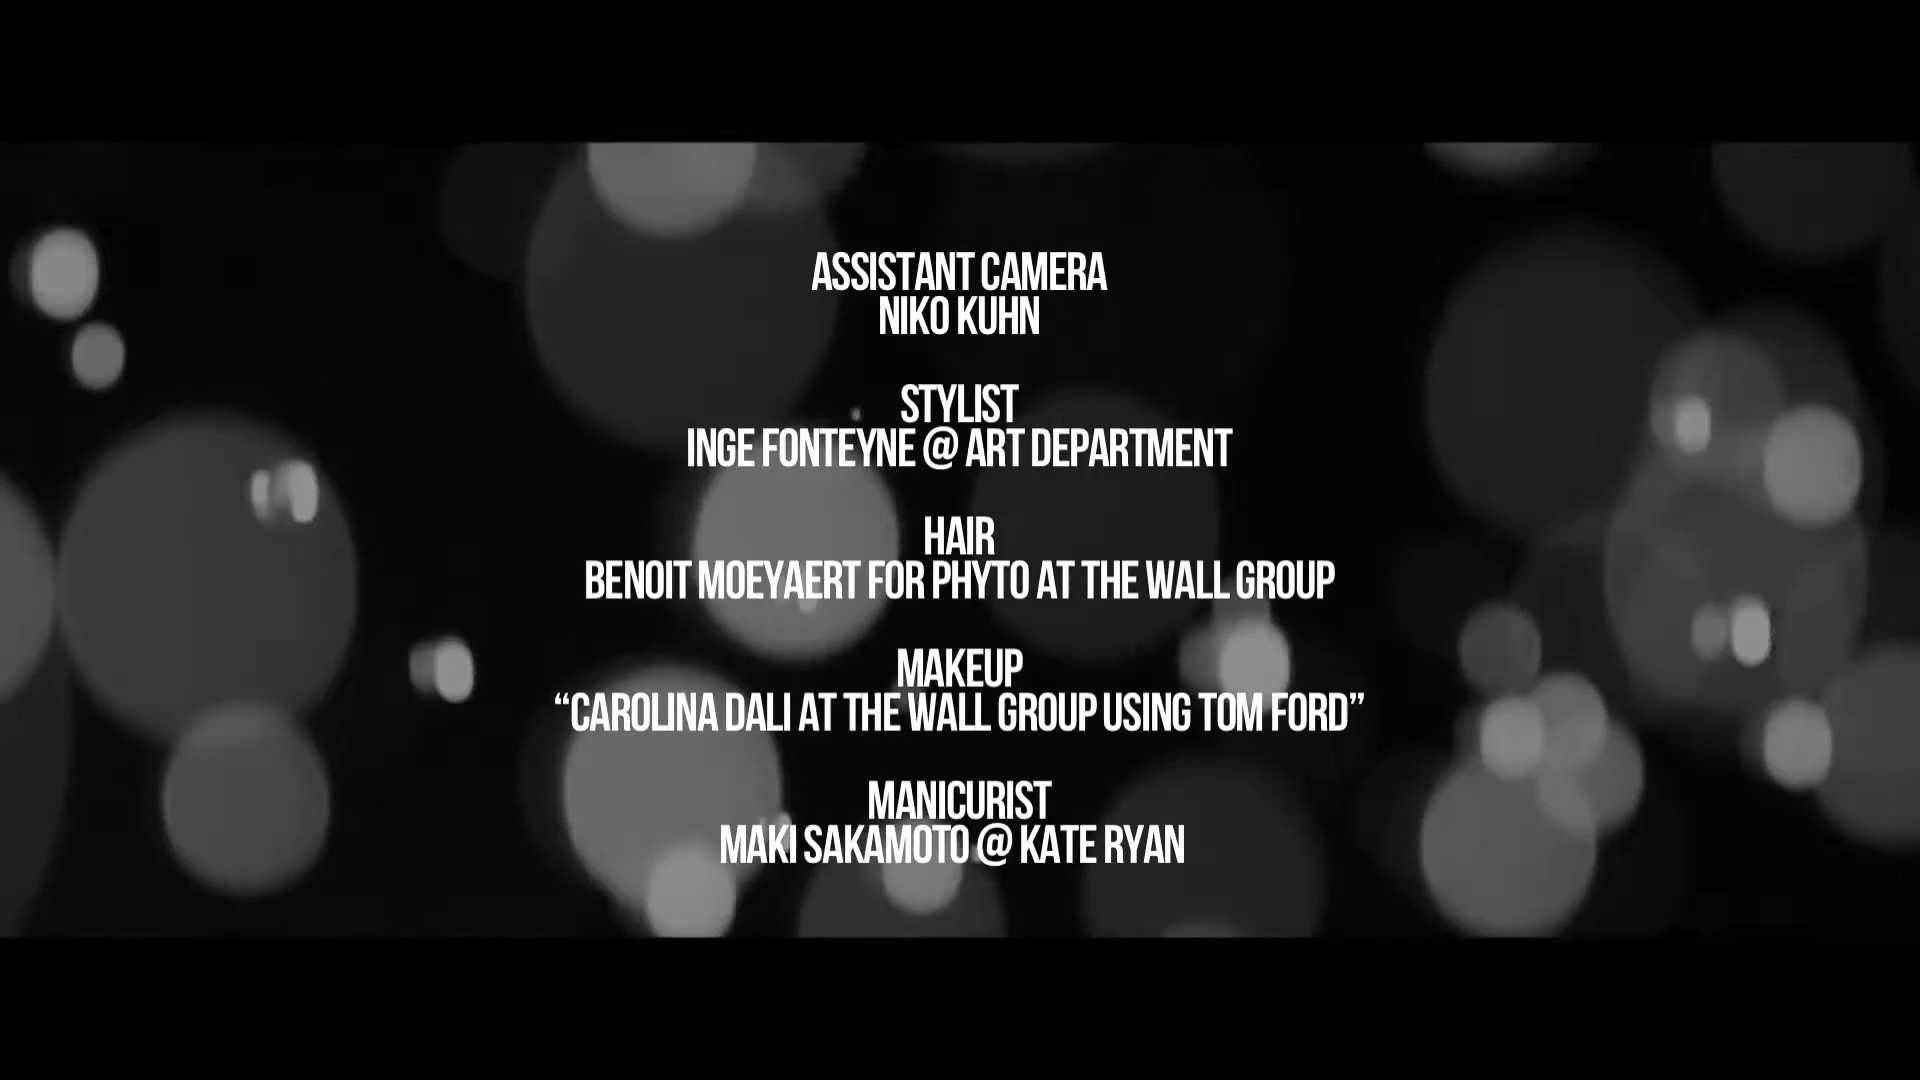 ASSISTANT CAMERA
NIKO KUHN
STYLIST
INGE FONTEYNE @ ART DEPARTMENT
HAIR
BENOIT MOEYAERT FOR PHYTO AT THE WALL GROUP
MAKEUP
“CAROLINA DALI AT THE WALL GROUP USING TOM FORD”
MANICURIST
MAKI SAKAMOTO @ KATE RYAN